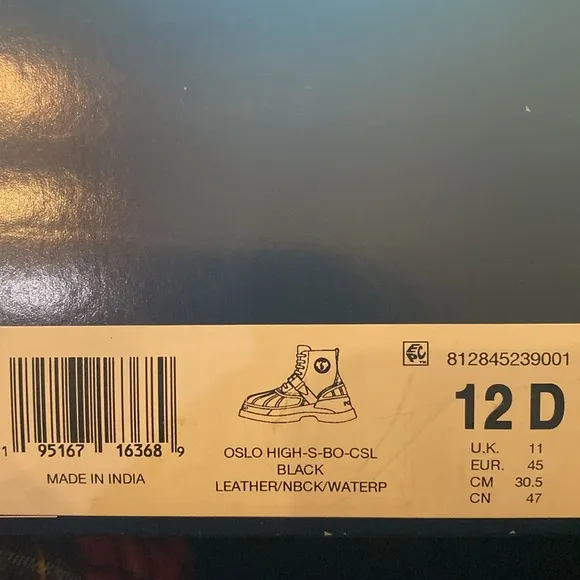 812845239001
12 D
U.K. 11
EUR. 45
CM 30.5
CN 47
OSLO HIGH-S-BO-CSL
BLACK
LEATHER/NBCK/WATERP
1 95167 16368 9
MADE IN INDIA